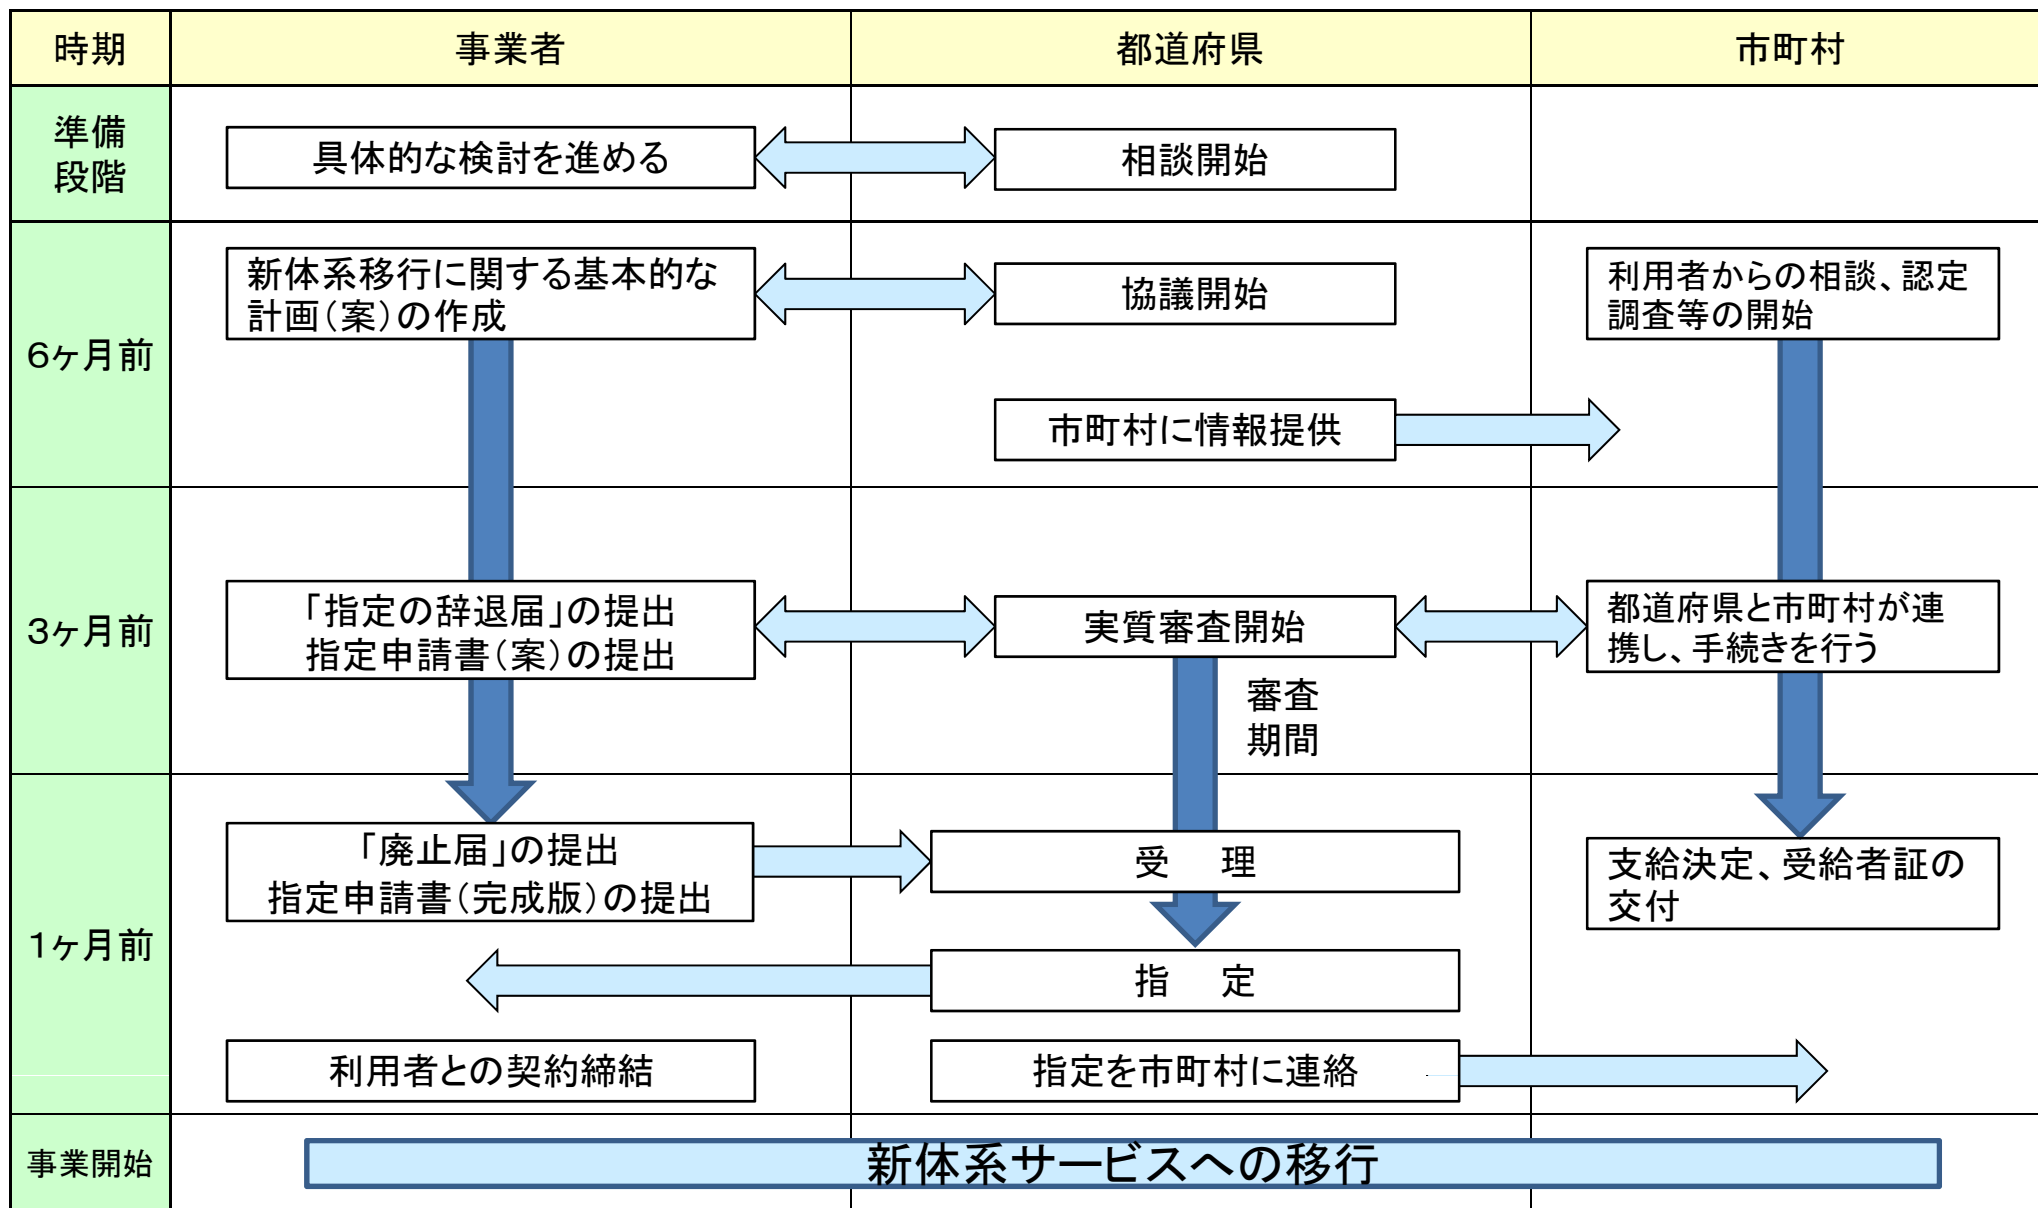 時期
事業者
都道府県
市町村
準備
段階
具体的な検討を進める
相談開始
6ヶ月前
新体系移行に関する基本的な
計画(案)の作成
協議開始
利用者からの相談、認定
調査等の開始
市町村に情報提供
3ヶ月前
「指定の辞退届」の提出
指定申請書(案)の提出
実質審査開始
都道府県と市町村が連
携し、手続きを行う
審査
期間
1ヶ月前
「廃止届」の提出
指定申請書(完成版)の提出
受　理
支給決定、受給者証の
交付
指　定
利用者との契約締結
指定を市町村に連絡
事業開始
新体系サービスへの移行